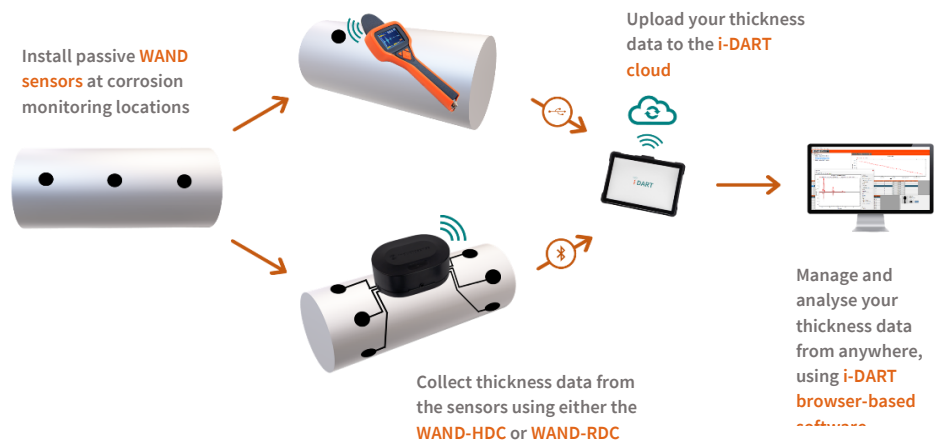 Install passive WAND
sensors at corrosion
monitoring locations
Upload your thickness
data to the i-DART
cloud
i-DART
Collect thickness data from
the sensors using either the
WAND-HDC or WAND-RDC
Manage and
analyse your
thickness data
from anywhere,
using i-DART
browser-based
software